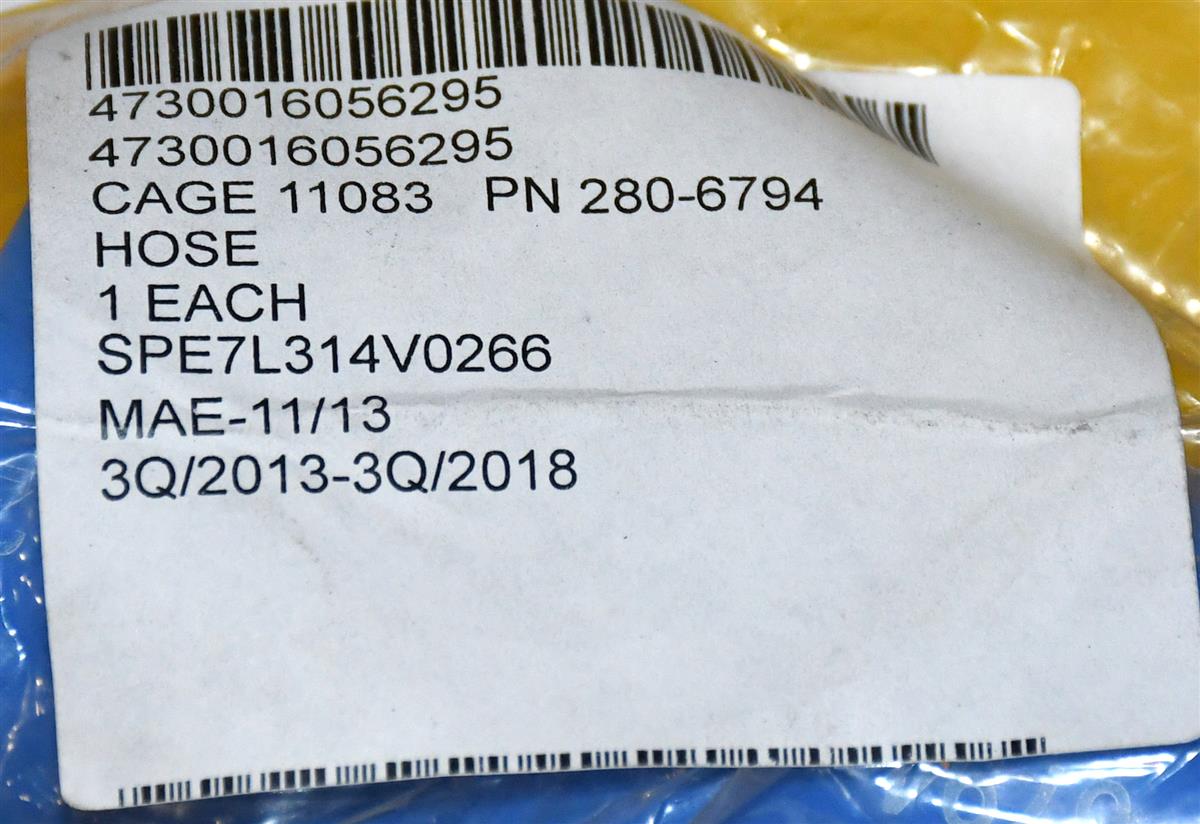 4730016056295
4730016056295
CAGE 11083 PN 280-6794
HOSE
1 EACH
SPE7L314V0266
MAE-11/13
3Q/2013-3Q/2018